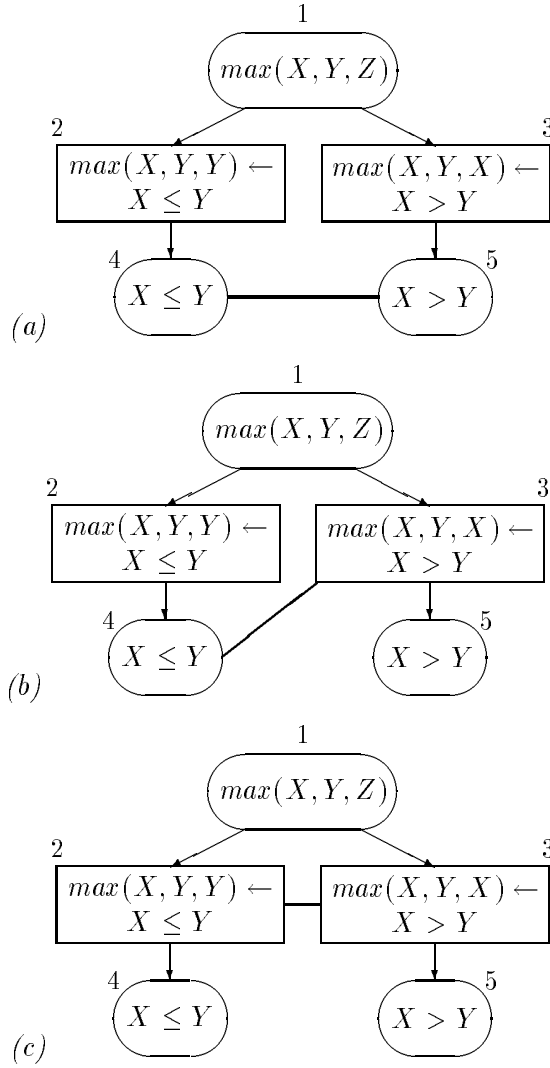 1
max(X, Y, Z)
2
3
max(X, Y, Y) ←
X ≤ Y
max(X, Y, X) ←
X > Y
4
5
X ≤ Y
X > Y
(a)
1
max(X, Y, Z)
2
3
max(X, Y, Y) ←
X ≤ Y
max(X, Y, X) ←
X > Y
4
5
X ≤ Y
X > Y
(b)
1
max(X, Y, Z)
2
3
max(X, Y, Y) ←
X ≤ Y
max(X, Y, X) ←
X > Y
4
5
X ≤ Y
X > Y
(c)